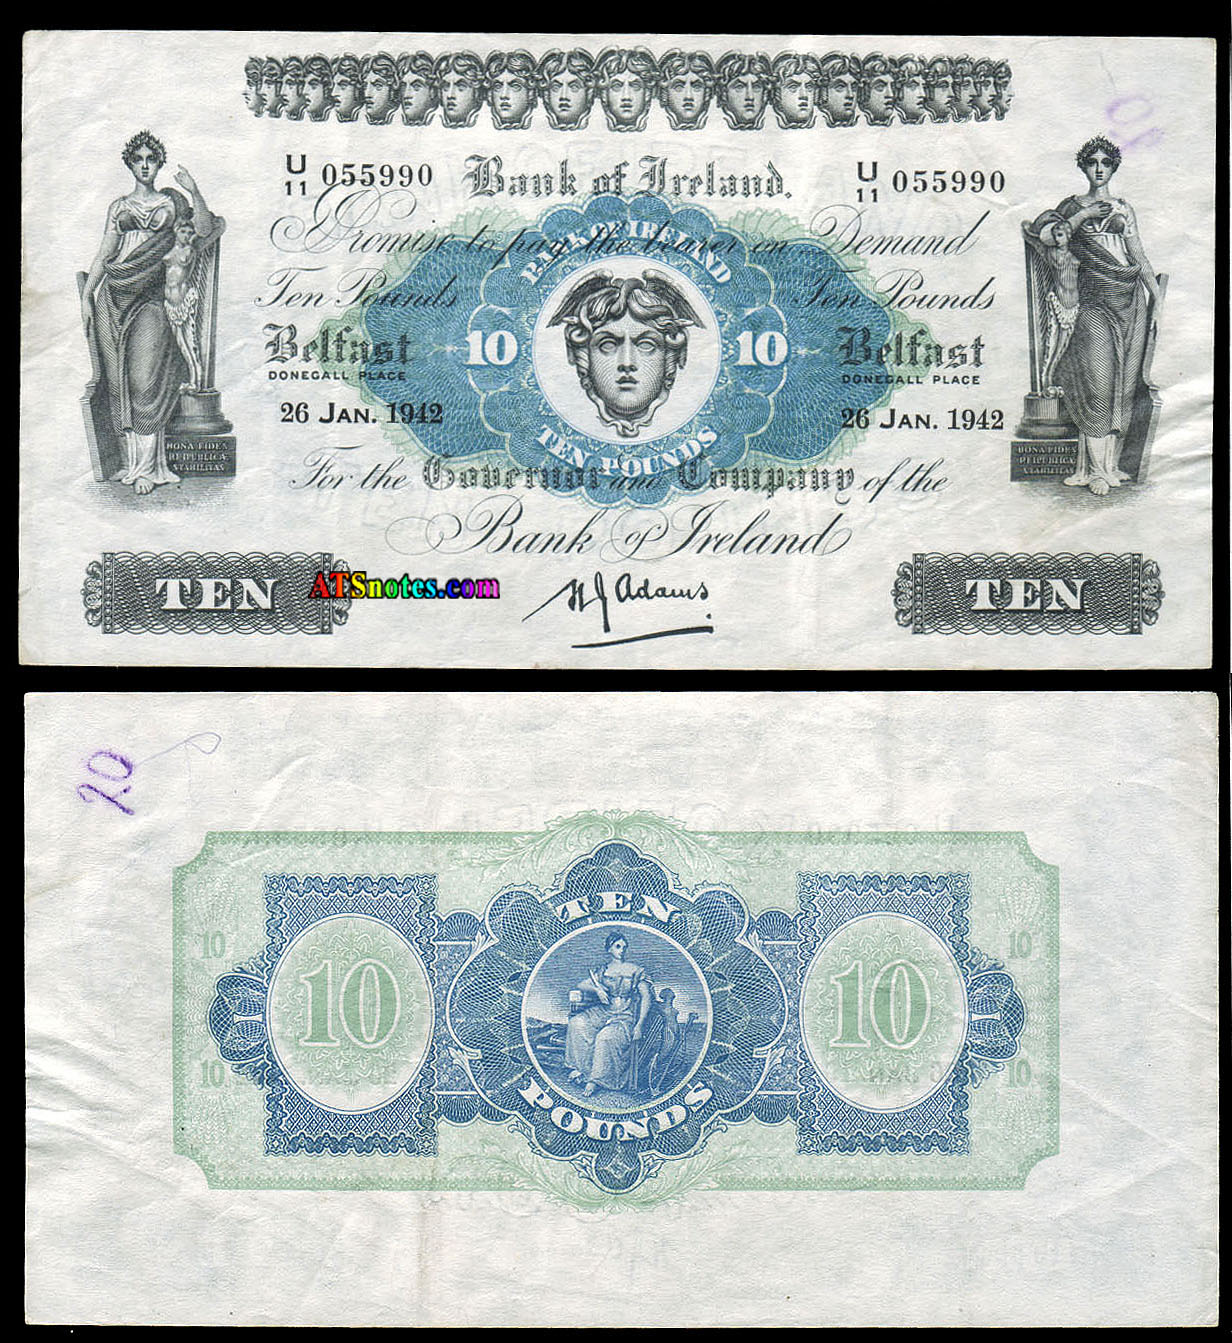 U
11 055990
Bank of Ireland.
U
11 055990
I Promise to pay the bearer on Demand
BANK OF IRELAND
Ten Pounds
Ten Pounds
10
10
Belfast
DONEGALL PLACE
26 JAN. 1942
Belfast
DONEGALL PLACE
26 JAN. 1942
TEN POUNDS
BONA FIDES
REIPUBLICÆ
STABILITAS
BONA FIDES
REIPUBLICÆ
STABILITAS
For the Governor and Company of the
Bank of Ireland
TEN
ATSnotes.com
H J Adams
TEN
TEN
10
10
10
10
10
10
POUNDS